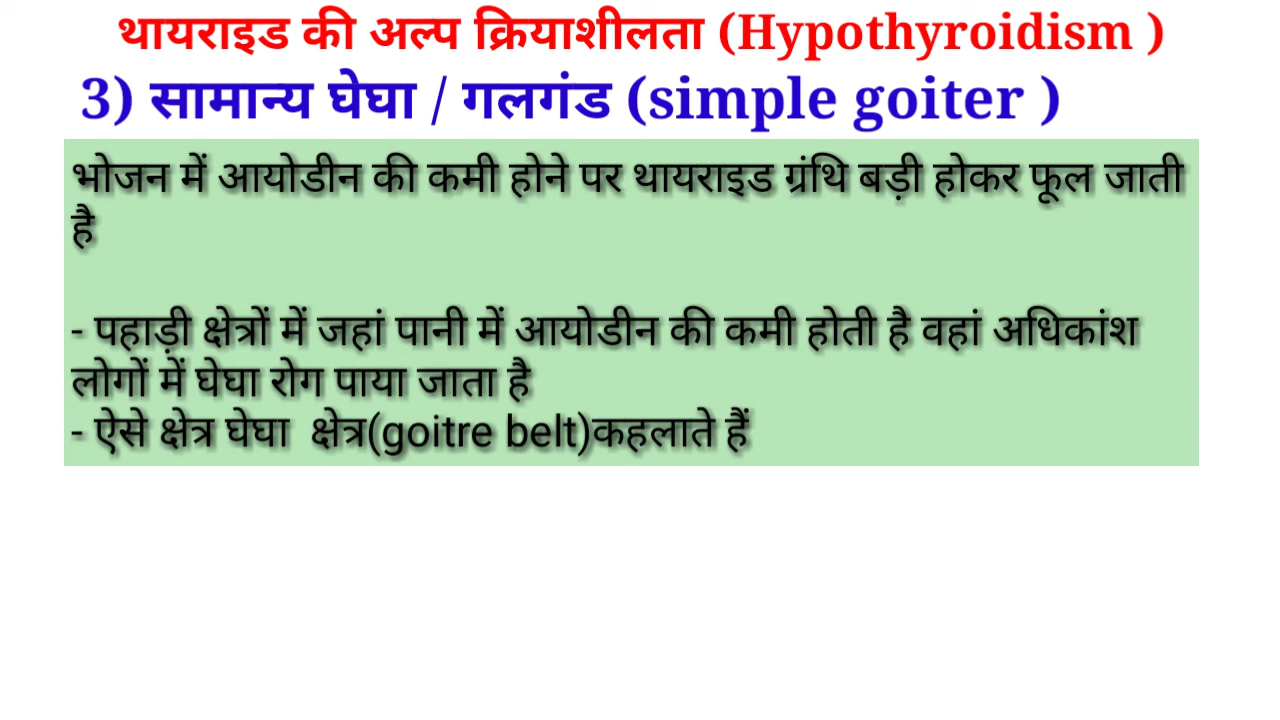 थायराइड की अल्प क्रियाशीलता (Hypothyroidism )
3) सामान्य घेघा / गलगंड (simple goiter )
भोजन में आयोडीन की कमी होने पर थायराइड ग्रंथि बड़ी होकर फूल जाती
है
- पहाड़ी क्षेत्रों में जहां पानी में आयोडीन की कमी होती है वहां अधिकांश
लोगों में घेघा रोग पाया जाता है
- ऐसे क्षेत्र घेघा  क्षेत्र(goitre belt)कहलाते हैं